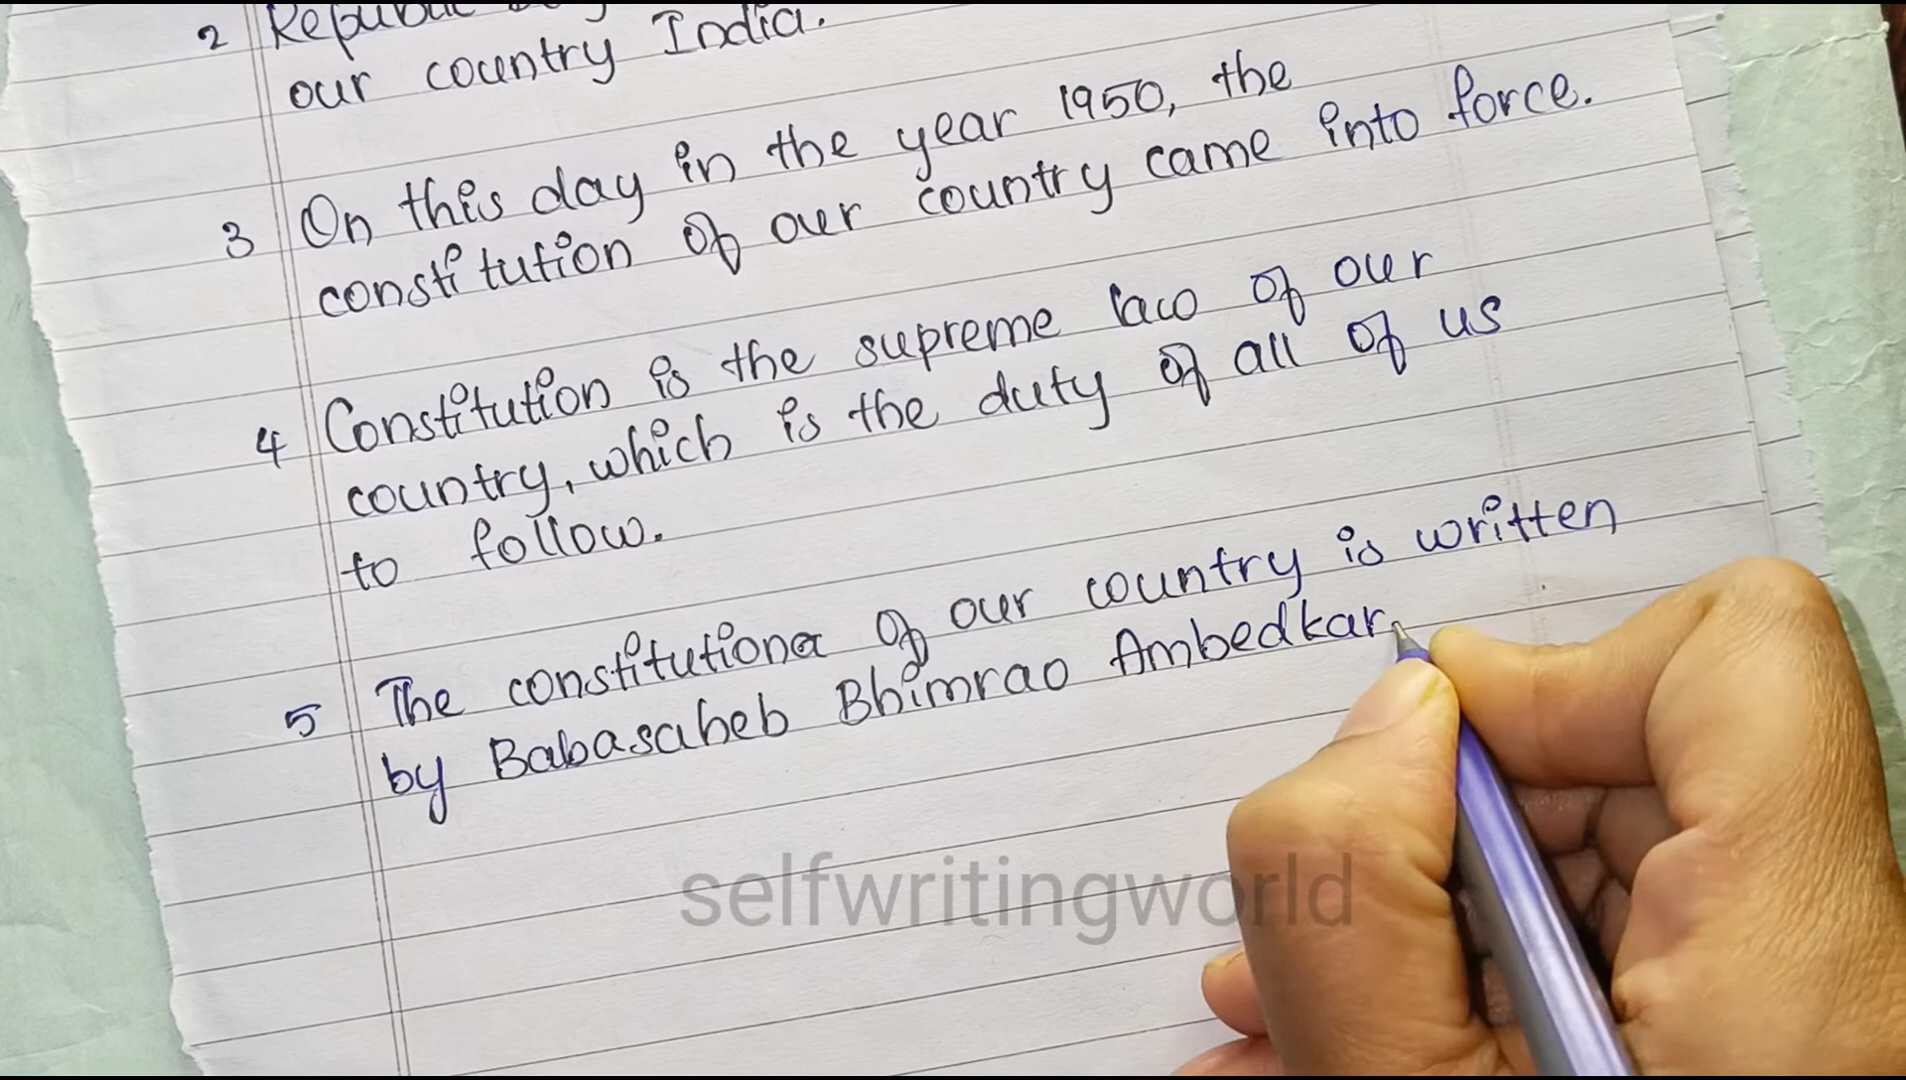 2 Republic
our country India.
3 On this day in the year 1950, the
constitution of our country came into force.
4 Constitution is the supreme law of our
country, which is the duty of all of us
to follow.
5 The constitutiona of our country is written
by Babasaheb Bhimrao Ambedkar.
selfwritingworld